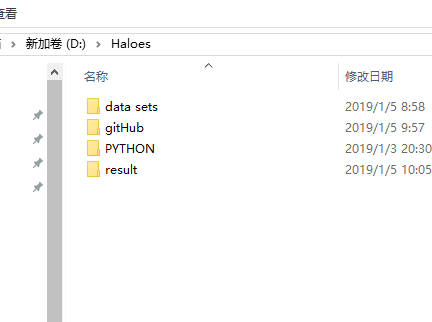 查看
新加卷 (D:) > Haloes
名称 修改日期
data sets 2019/1/5 8:58
gitHub 2019/1/5 9:57
PYTHON 2019/1/3 20:30
result 2019/1/5 10:05